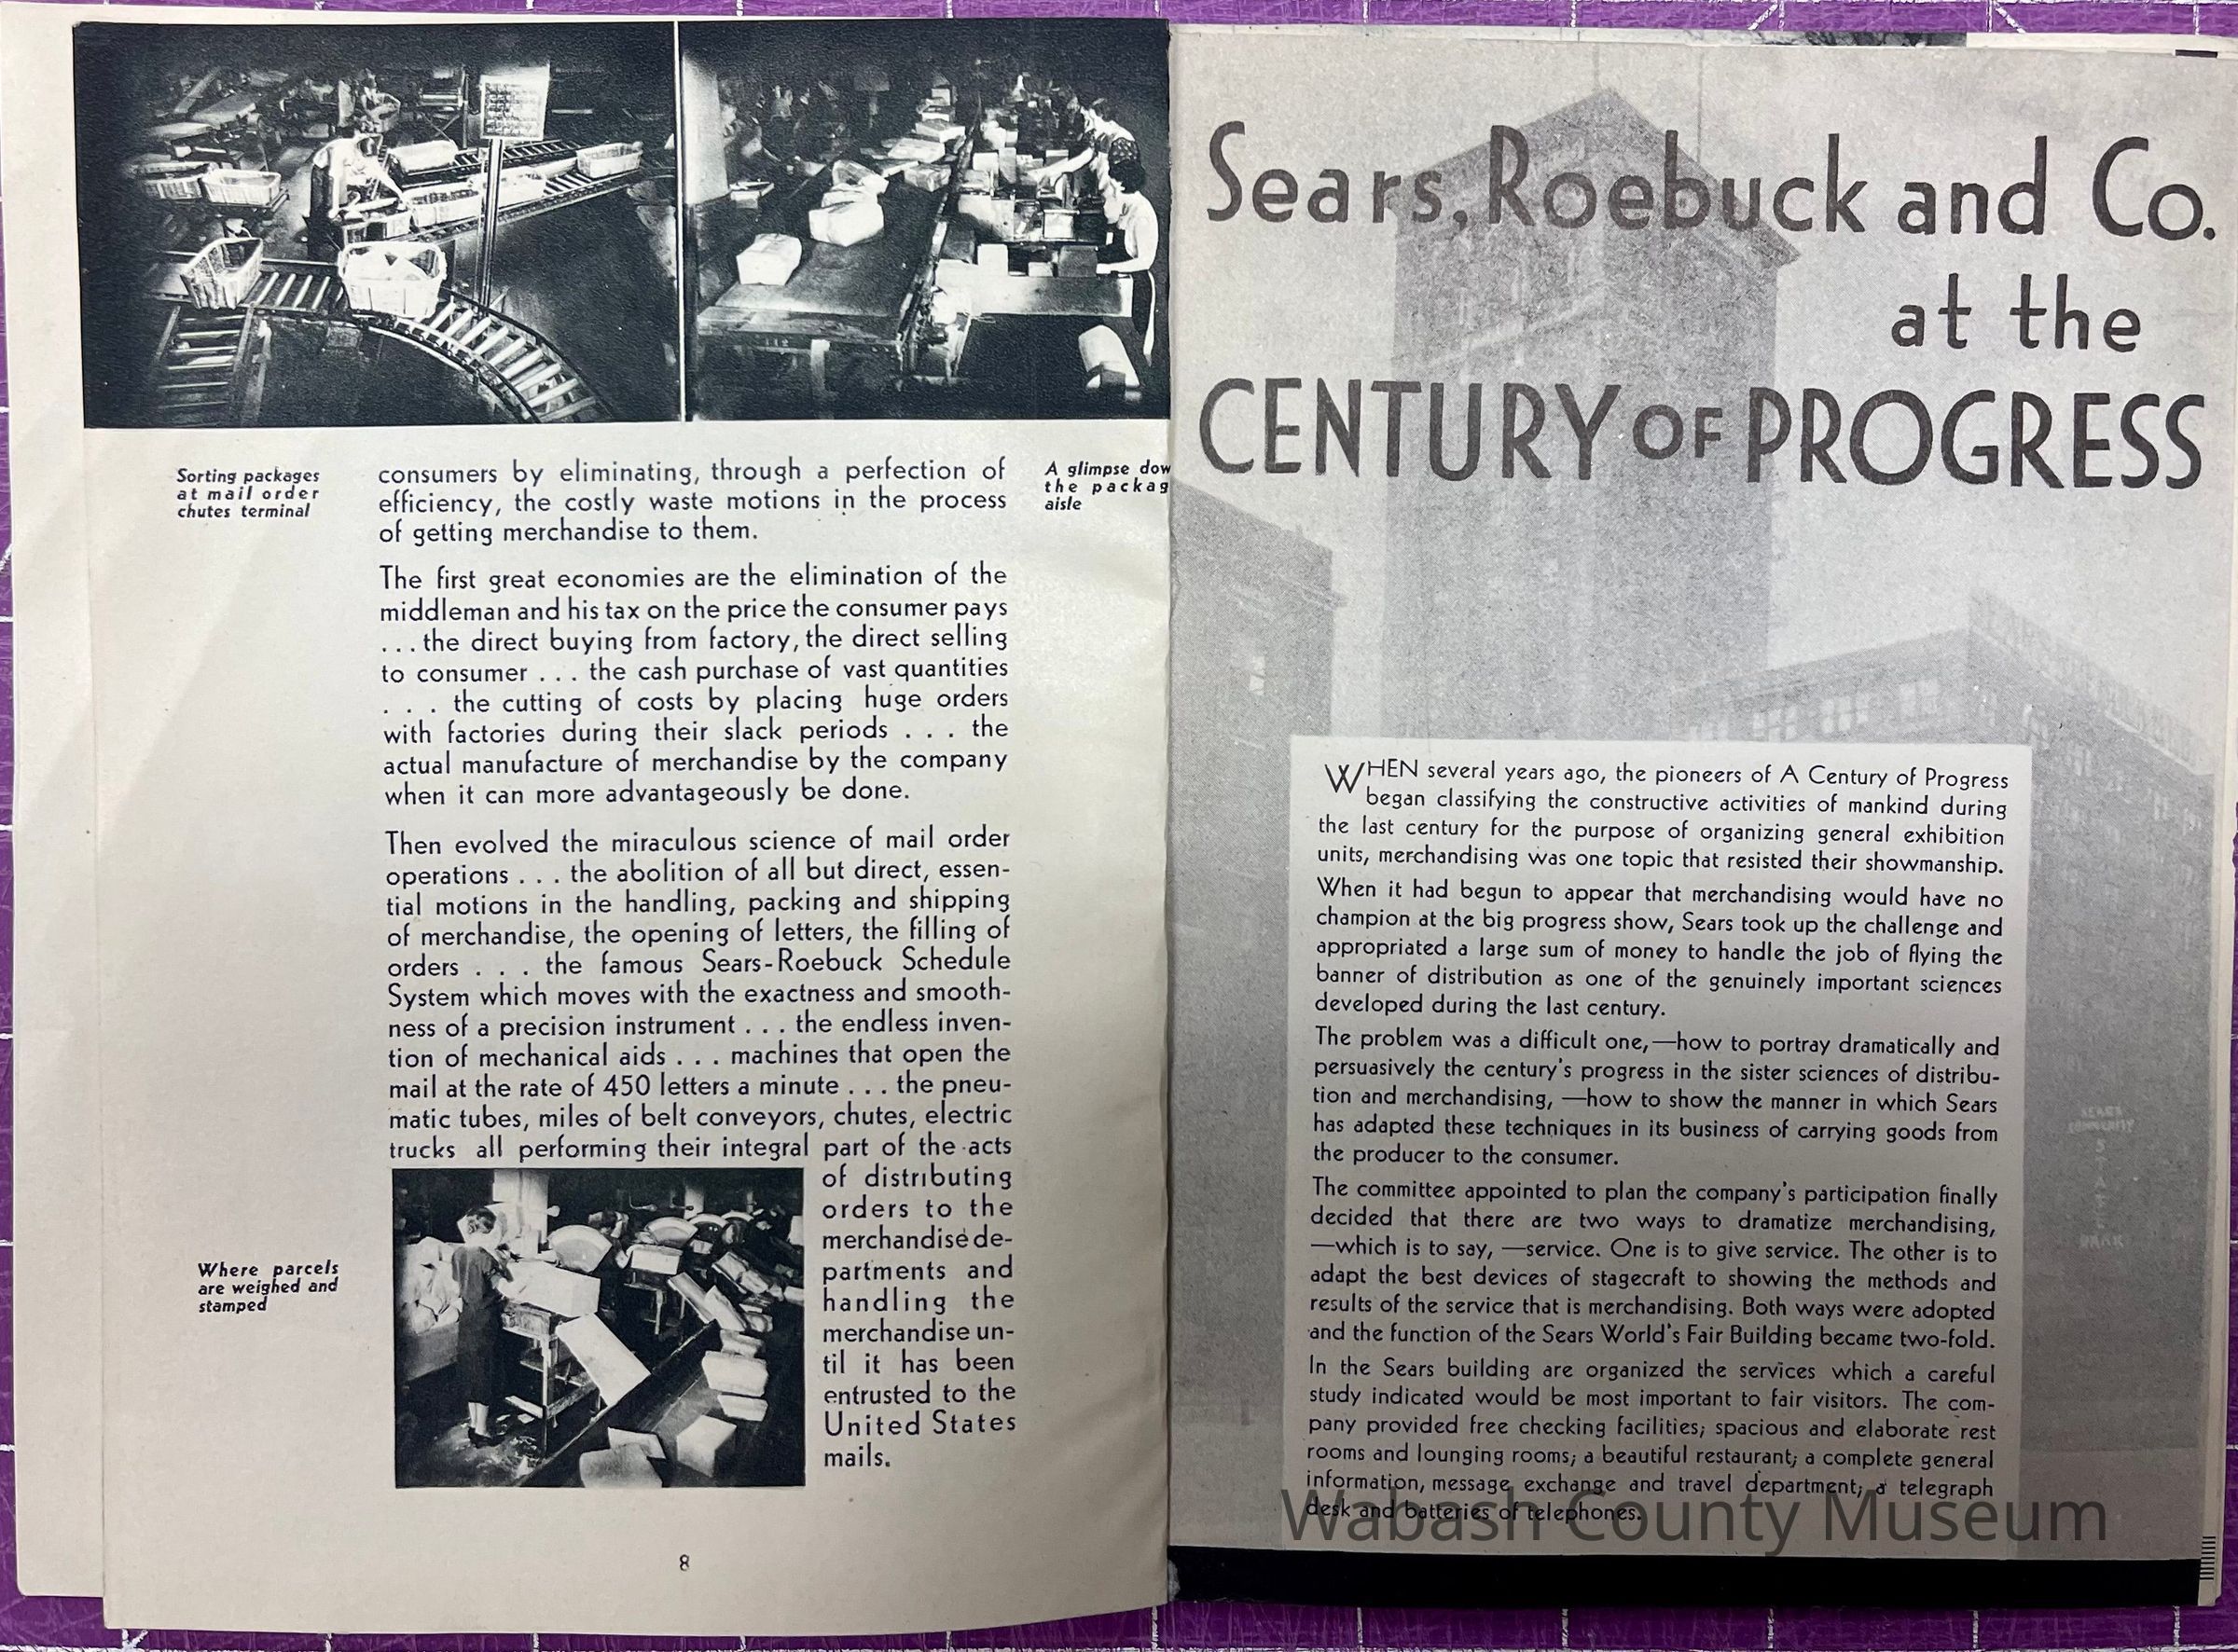 Sorting packages
at mail order
chutes terminal
consumers by eliminating, through a perfection of
efficiency, the costly waste motions in the process
of getting merchandise to them.
A glimpse dow
the packag
aisle
The first great economies are the elimination of the
middleman and his tax on the price the consumer pays
...the direct buying from factory, the direct selling
to consumer . . . the cash purchase of vast quantities
. . . the cutting of costs by placing huge orders
with factories during their slack periods . . . the
actual manufacture of merchandise by the company
when it can more advantageously be done.
Then evolved the miraculous science of mail order
operations . . . the abolition of all but direct, essen-
tial motions in the handling, packing and shipping
of merchandise, the opening of letters, the filling of
orders . . . the famous Sears-Roebuck Schedule
System which moves with the exactness and smooth-
ness of a precision instrument . . . the endless inven-
tion of mechanical aids . . . machines that open the
mail at the rate of 450 letters a minute . . . the pneu-
matic tubes, miles of belt conveyors, chutes, electric
trucks all performing their integral part of the acts
of distributing
orders to the
merchandise de-
partments and
handling the
merchandise un-
til it has been
entrusted to the
United States
mails.
Where parcels
are weighed and
stamped
8
Sears, Roebuck and Co.
at the
CENTURY OF PROGRESS
WHEN several years ago, the pioneers of A Century of Progress
began classifying the constructive activities of mankind during
the last century for the purpose of organizing general exhibition
units, merchandising was one topic that resisted their showmanship.
When it had begun to appear that merchandising would have no
champion at the big progress show, Sears took up the challenge and
appropriated a large sum of money to handle the job of flying the
banner of distribution as one of the genuinely important sciences
developed during the last century.
The problem was a difficult one,—how to portray dramatically and
persuasively the century's progress in the sister sciences of distribu-
tion and merchandising, —how to show the manner in which Sears
has adapted these techniques in its business of carrying goods from
the producer to the consumer.
The committee appointed to plan the company's participation finally
decided that there are two ways to dramatize merchandising,
—which is to say, —service. One is to give service. The other is to
adapt the best devices of stagecraft to showing the methods and
results of the service that is merchandising. Both ways were adopted
and the function of the Sears World's Fair Building became two-fold.
In the Sears building are organized the services which a careful
study indicated would be most important to fair visitors. The com-
pany provided free checking facilities; spacious and elaborate rest
rooms and lounging rooms; a beautiful restaurant; a complete general
information, message exchange and travel department; a telegraph
desk and batteries of telephones.
Wabash County Museum